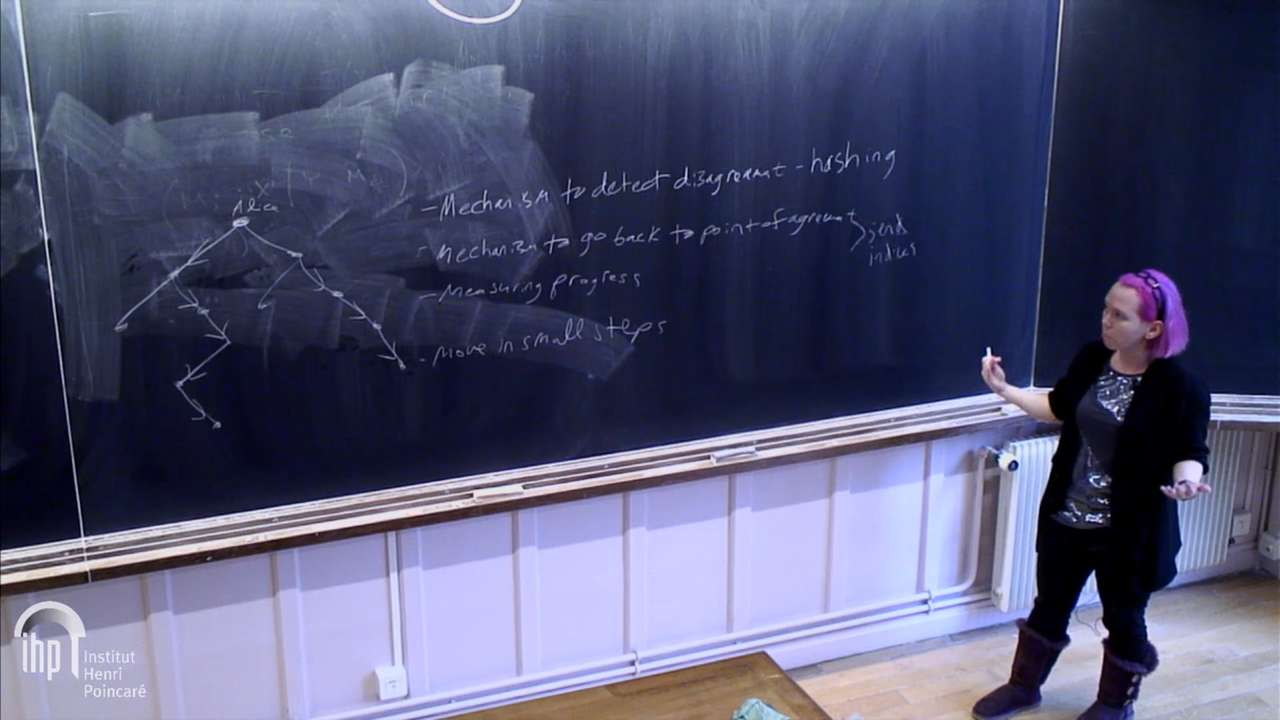 Alice
- Mechanism to detect disagreement - hashing
- Mechanism to go back to point of agreement } send
indices
- Measuring progress
- Move in small steps
ihp Institut
Henri
Poincaré